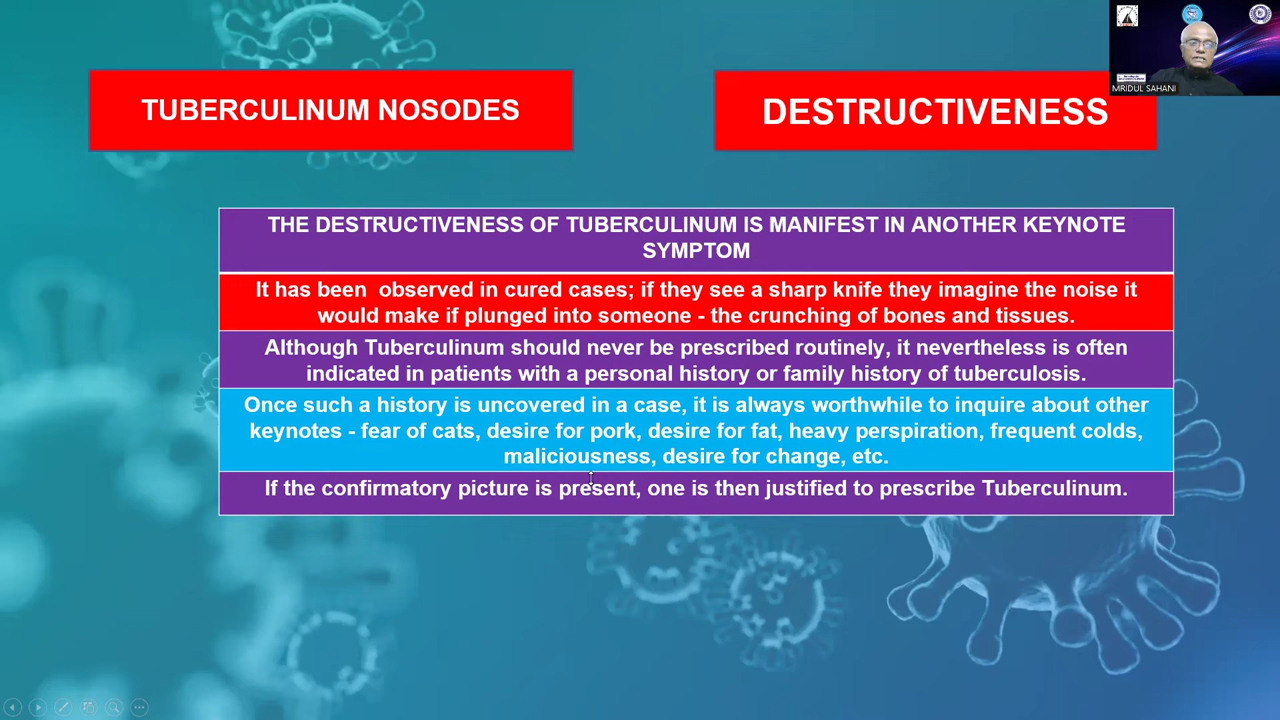 TUBERCULINUM NOSODES
DESTRUCTIVENESS
MRIDUL SAHANI
THE DESTRUCTIVENESS OF TUBERCULINUM IS MANIFEST IN ANOTHER KEYNOTE
SYMPTOM
It has been  observed in cured cases; if they see a sharp knife they imagine the noise it
would make if plunged into someone - the crunching of bones and tissues.
Although Tuberculinum should never be prescribed routinely, it nevertheless is often
indicated in patients with a personal history or family history of tuberculosis.
Once such a history is uncovered in a case, it is always worthwhile to inquire about other
keynotes - fear of cats, desire for pork, desire for fat, heavy perspiration, frequent colds,
maliciousness, desire for change, etc.
If the confirmatory picture is present, one is then justified to prescribe Tuberculinum.